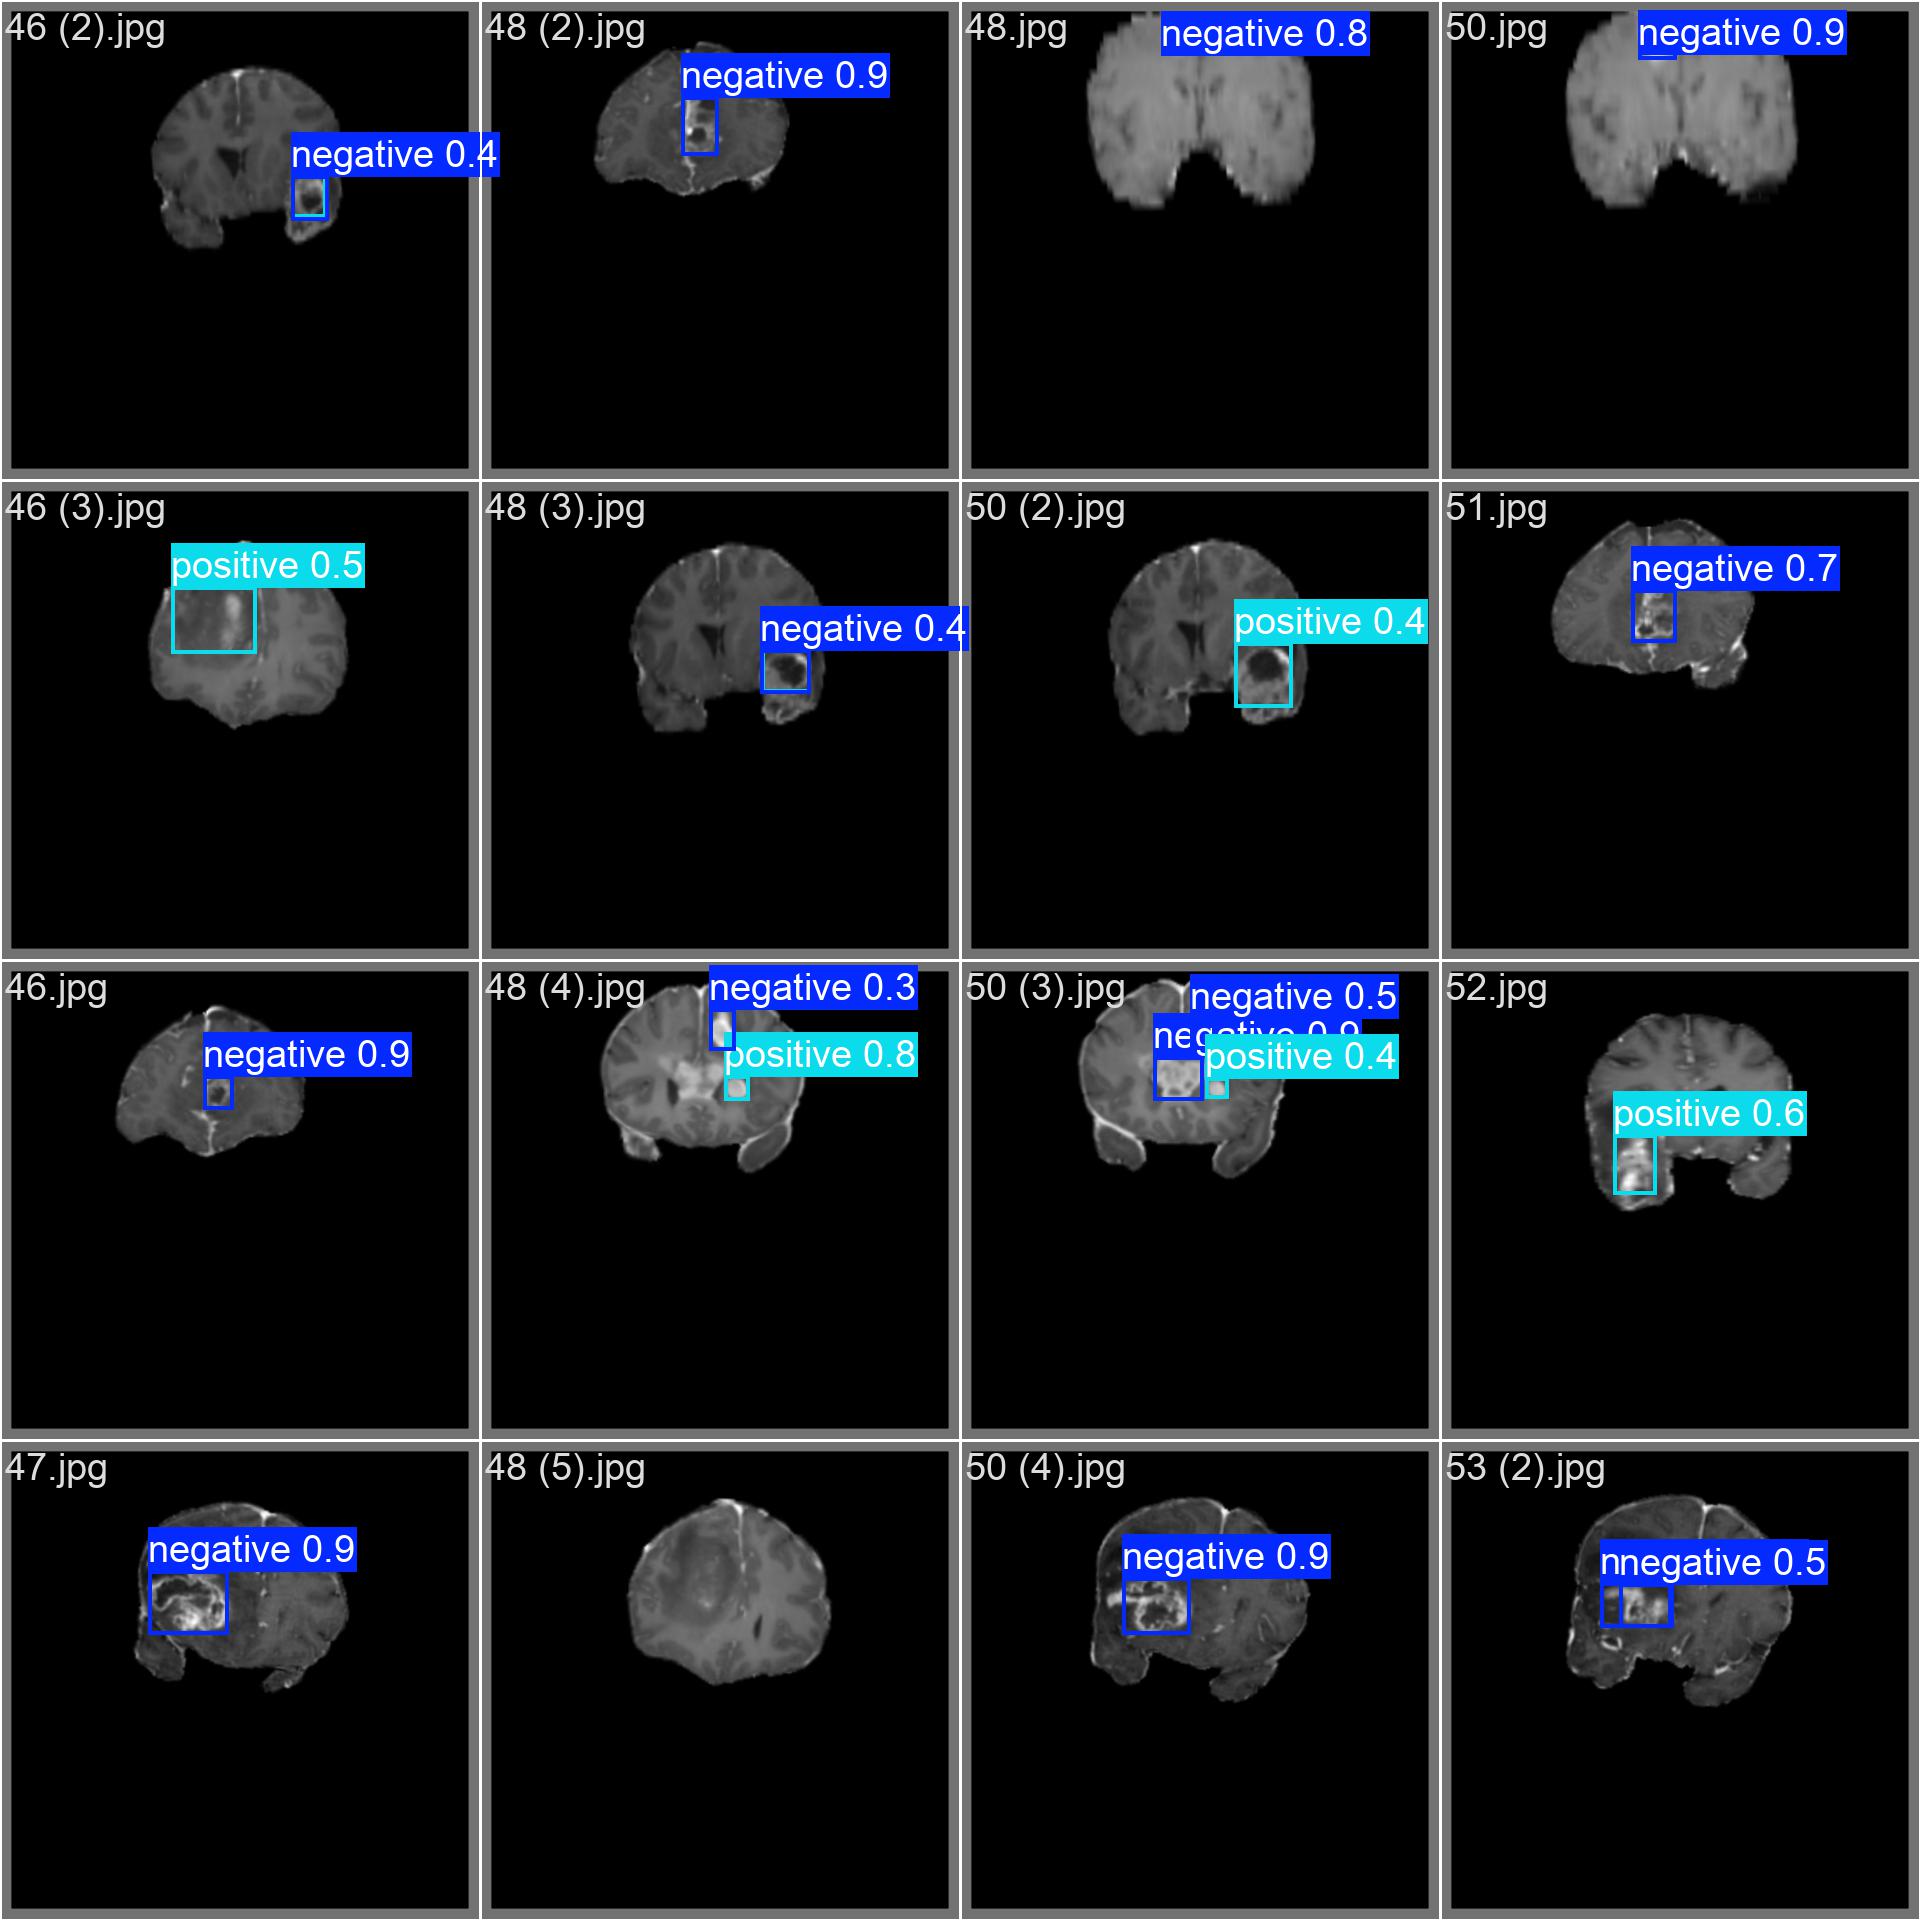 46 (2).jpg
negative 0.4
48 (2).jpg
negative 0.9
48.jpg
negative 0.8
50.jpg
negative 0.9
46 (3).jpg
positive 0.5
48 (3).jpg
negative 0.4
50 (2).jpg
positive 0.4
51.jpg
negative 0.7
46.jpg
negative 0.9
48 (4).jpg
negative 0.3
positive 0.8
50 (3).jpg
negative 0.5
negative 0.9
positive 0.4
52.jpg
positive 0.6
47.jpg
negative 0.9
48 (5).jpg
50 (4).jpg
negative 0.9
53 (2).jpg
negative 0.5